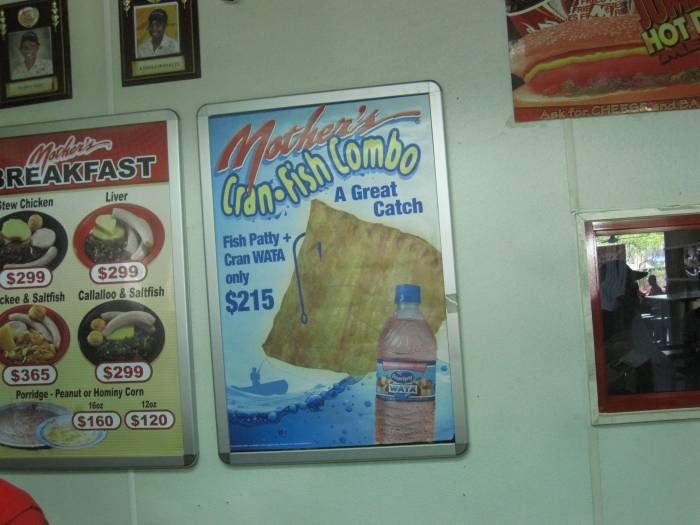 Mother's
BREAKFAST
Stew Chicken
Liver
$299
$299
ckee & Saltfish
Callalloo & Saltfish
$365
$299
Porridge - Peanut or Hominy Corn
16oz
12oz
$160
$120
Mother's
Cran-Fish Combo
A Great
Catch
Fish Patty +
Cran WATA
only
$215
WATA
HOT
Ask for CHEESE and